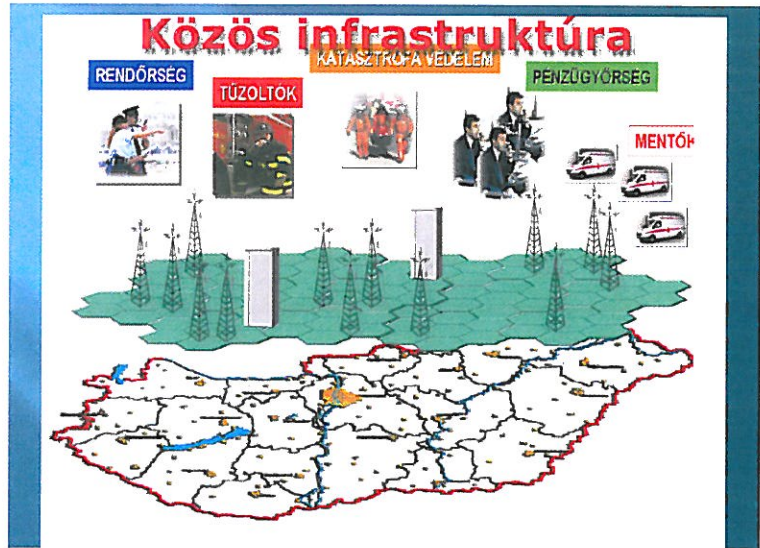 Közös infrastruktúra
KATASZTRÓFA VÉDELEM
RENDŐRSÉG
PÉNZÜGYŐRSÉG
TŰZOLTÓK
MENTŐK